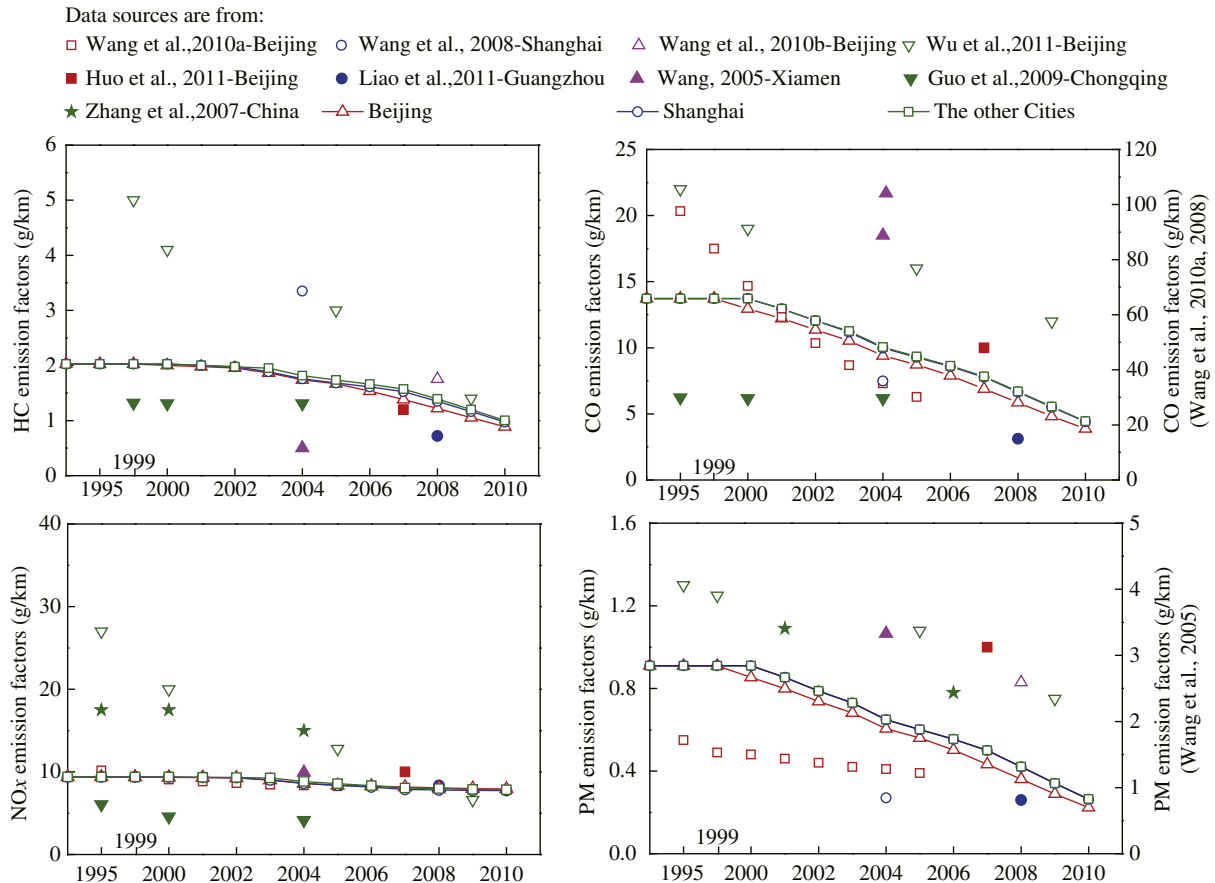 Data sources are from:
Wang et al.,2010a-Beijing Wang et al., 2008-Shanghai Wang et al., 2010b-Beijing Wu et al.,2011-Beijing
Huo et al., 2011-Beijing Liao et al.,2011-Guangzhou Wang, 2005-Xiamen Guo et al.,2009-Chongqing
Zhang et al.,2007-China Beijing Shanghai The other Cities
HC emission factors (g/km)
6
5
4
3
2
1
0
1999
1995 2000 2002 2004 2006 2008 2010
CO emission factors (g/km)
25
20
15
10
5
0
1999
1995 2000 2002 2004 2006 2008 2010
120
100
80
60
40
20
0
CO emission factors (g/km)
(Wang et al., 2010a, 2008)
NOx emission factors (g/km)
40
30
20
10
0
1999
1995 2000 2002 2004 2006 2008 2010
PM emission factors (g/km)
1.6
1.2
0.8
0.4
0.0
1999
1995 2000 2002 2004 2006 2008 2010
5
4
3
2
1
0
PM emission factors (g/km)
(Wang et al., 2005)